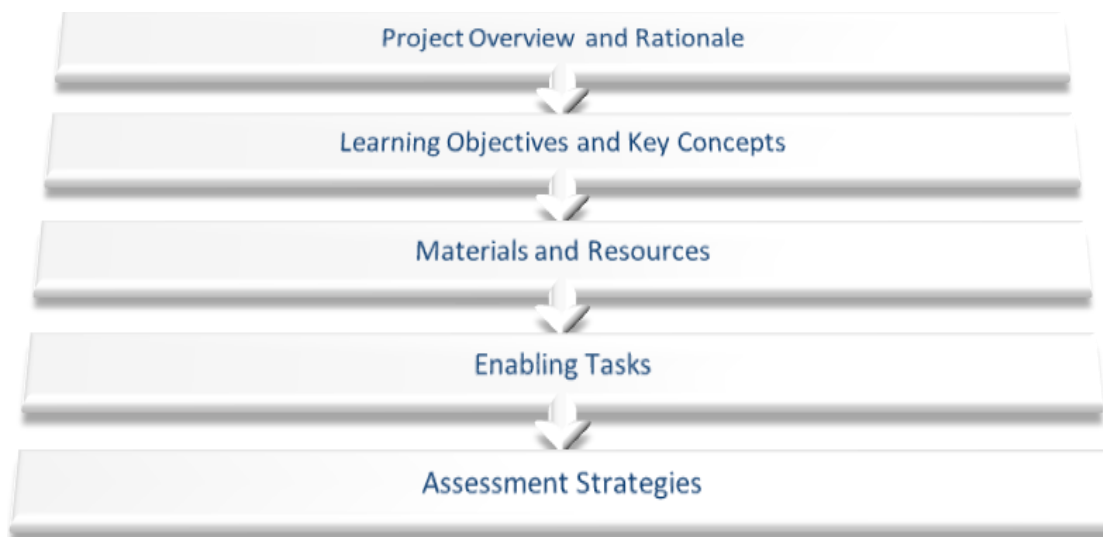 Project Overview and Rationale
Learning Objectives and Key Concepts
Materials and Resources
Enabling Tasks
Assessment Strategies